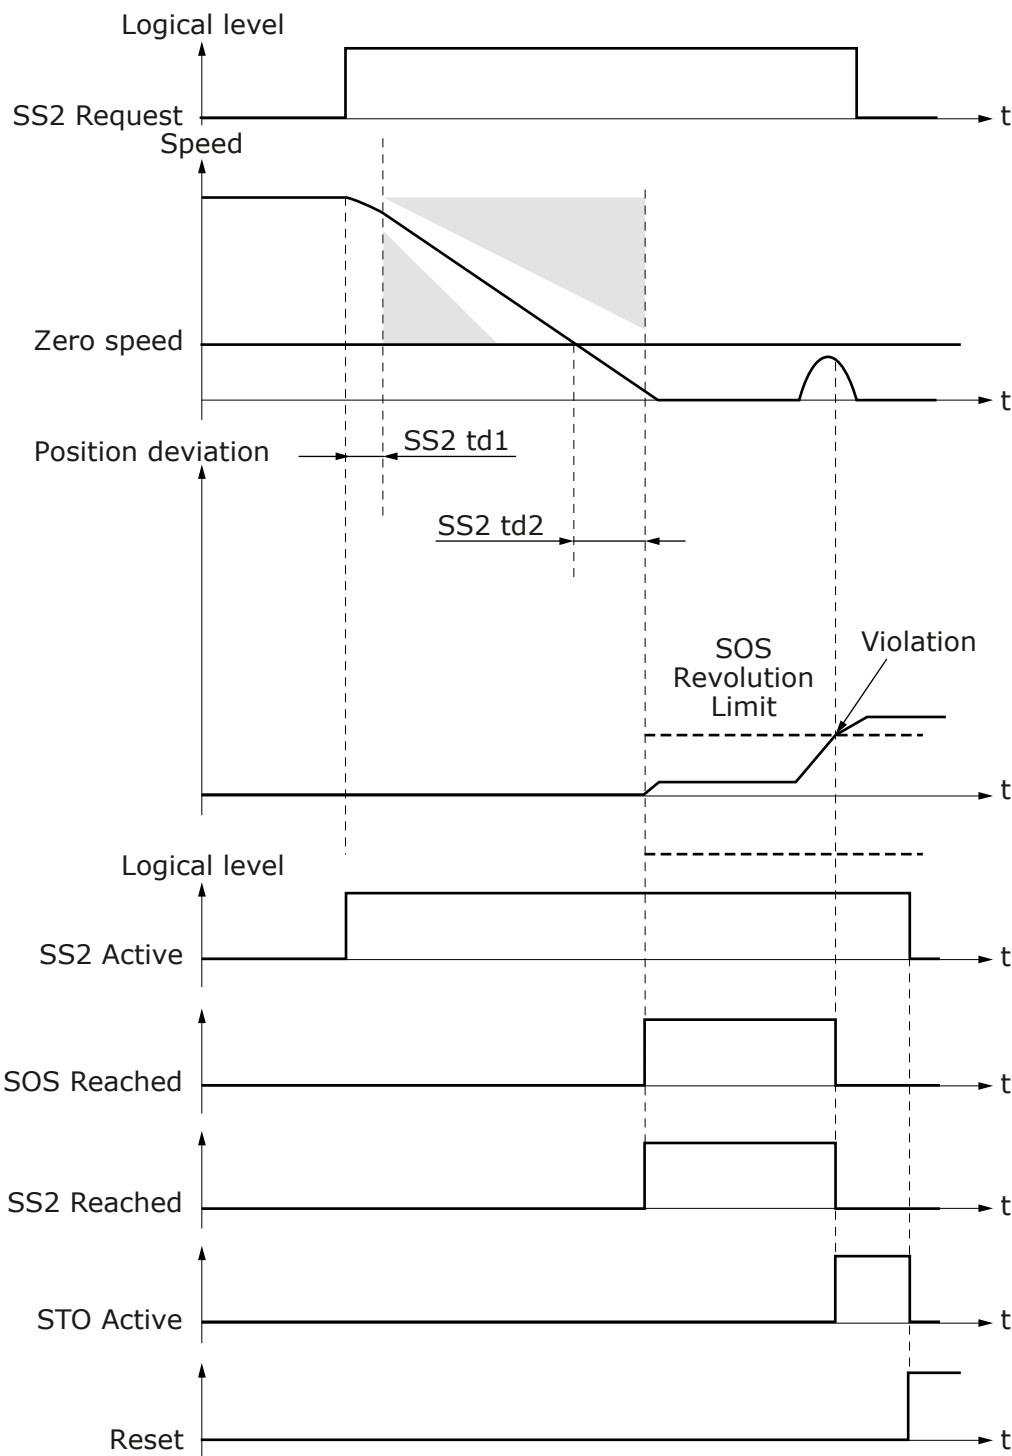 Logical level
SS2 Request
t
Speed
Zero speed
t
Position deviation
SS2 td1
SS2 td2
SOS
Revolution
Limit
Violation
t
Logical level
SS2 Active
t
SOS Reached
t
SS2 Reached
t
STO Active
t
Reset
t